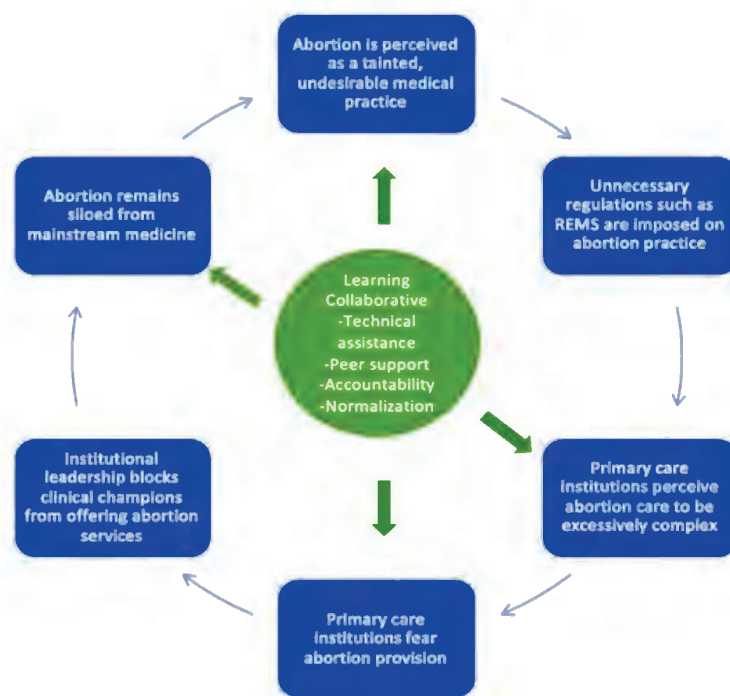 Abortion is perceived
as a tainted,
undesirable medical
practice
Unnecessary
regulations such as
REMS are imposed on
abortion practice
Primary care
institutions perceive
abortion care to be
excessively complex
Primary care
institutions fear
abortion provision
Institutional
leadership blocks
clinical champions
from offering abortion
services
Abortion remains
siloed from
mainstream medicine
Learning
Collaborative
-Technical
assistance
-Peer support
-Accountability
-Normalization